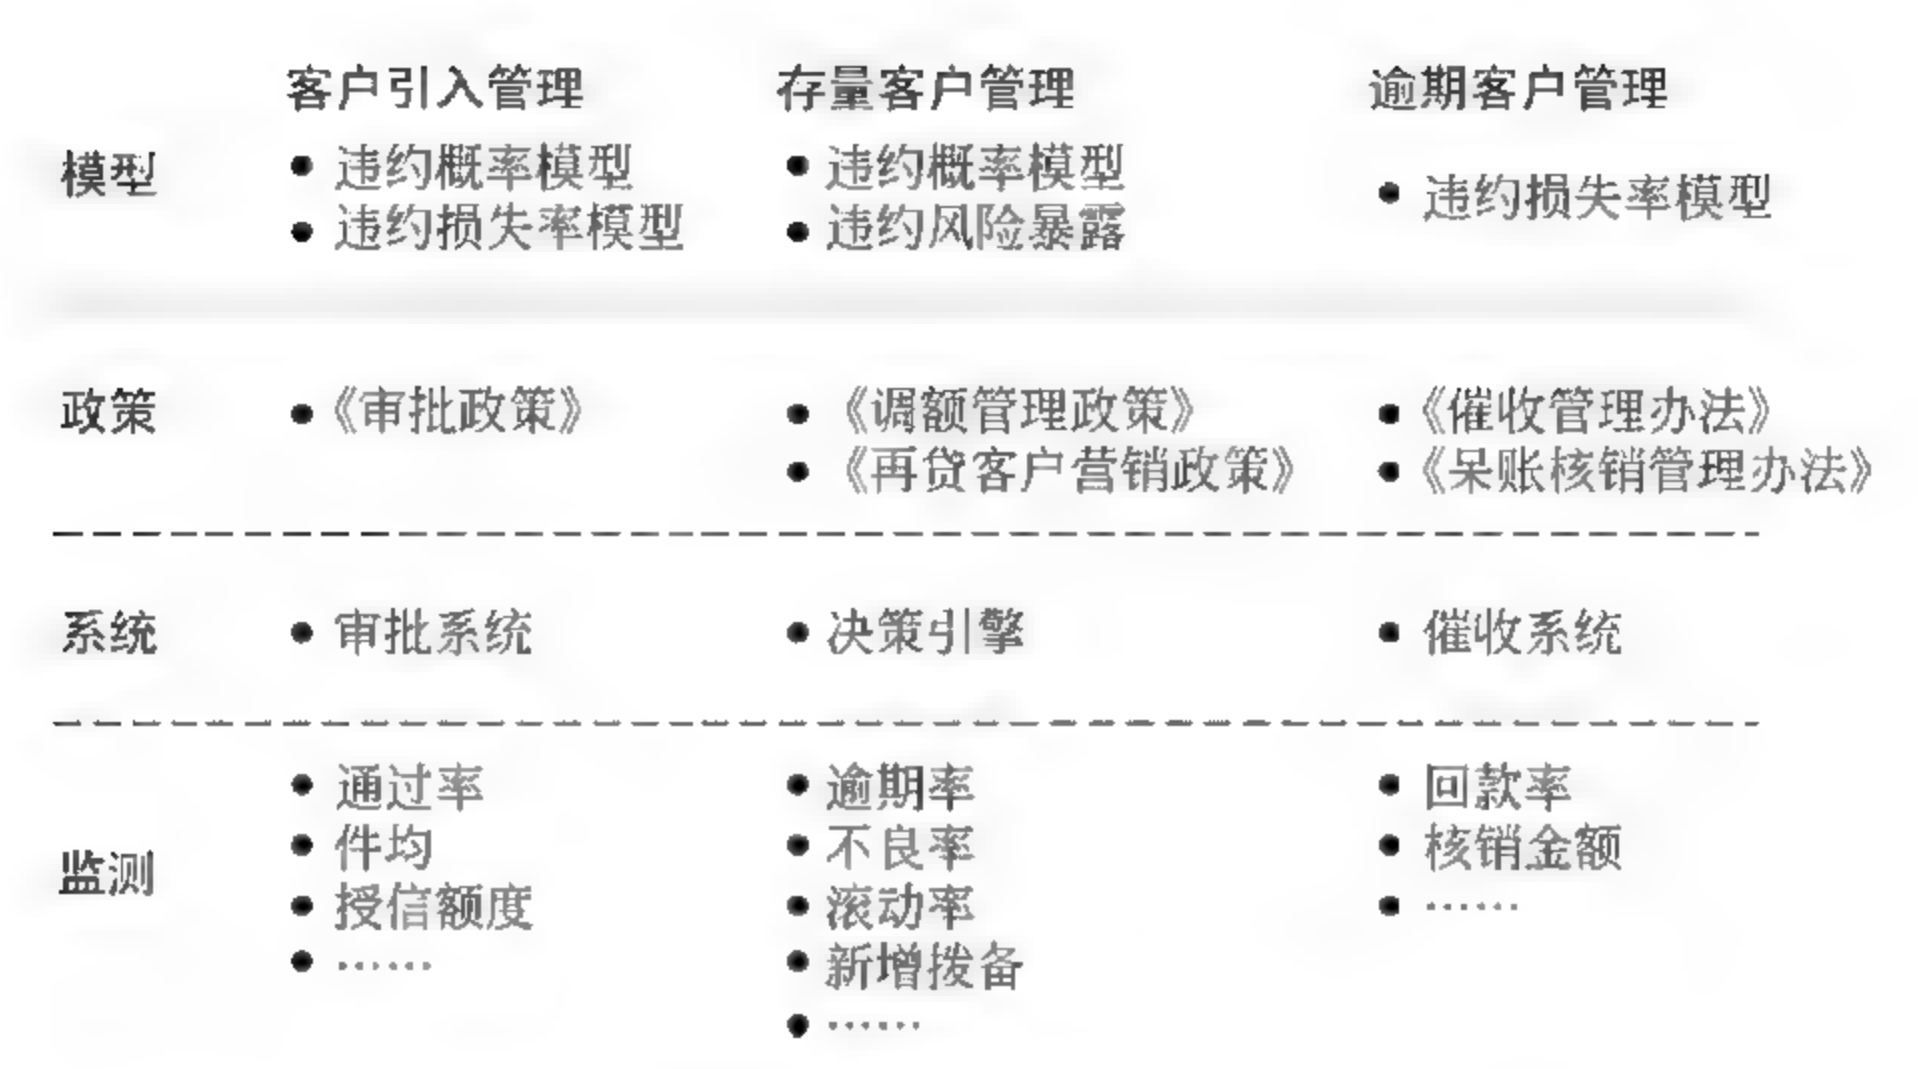 客户引入管理 存量客户管理 逾期客户管理
模型
• 违约概率模型
• 违约损失率模型
• 违约概率模型
• 违约风险暴露
• 违约损失率模型
政策
• 《审批政策》
• 《调额管理政策》
• 《再贷客户营销政策》
• 《催收管理办法》
• 《呆账核销管理办法》
系统
• 审批系统
• 决策引擎
• 催收系统
监测
• 通过率
• 件均
• 授信额度
• ……
• 逾期率
• 不良率
• 滚动率
• 新增拨备
• ……
• 回款率
• 核销金额
• ……